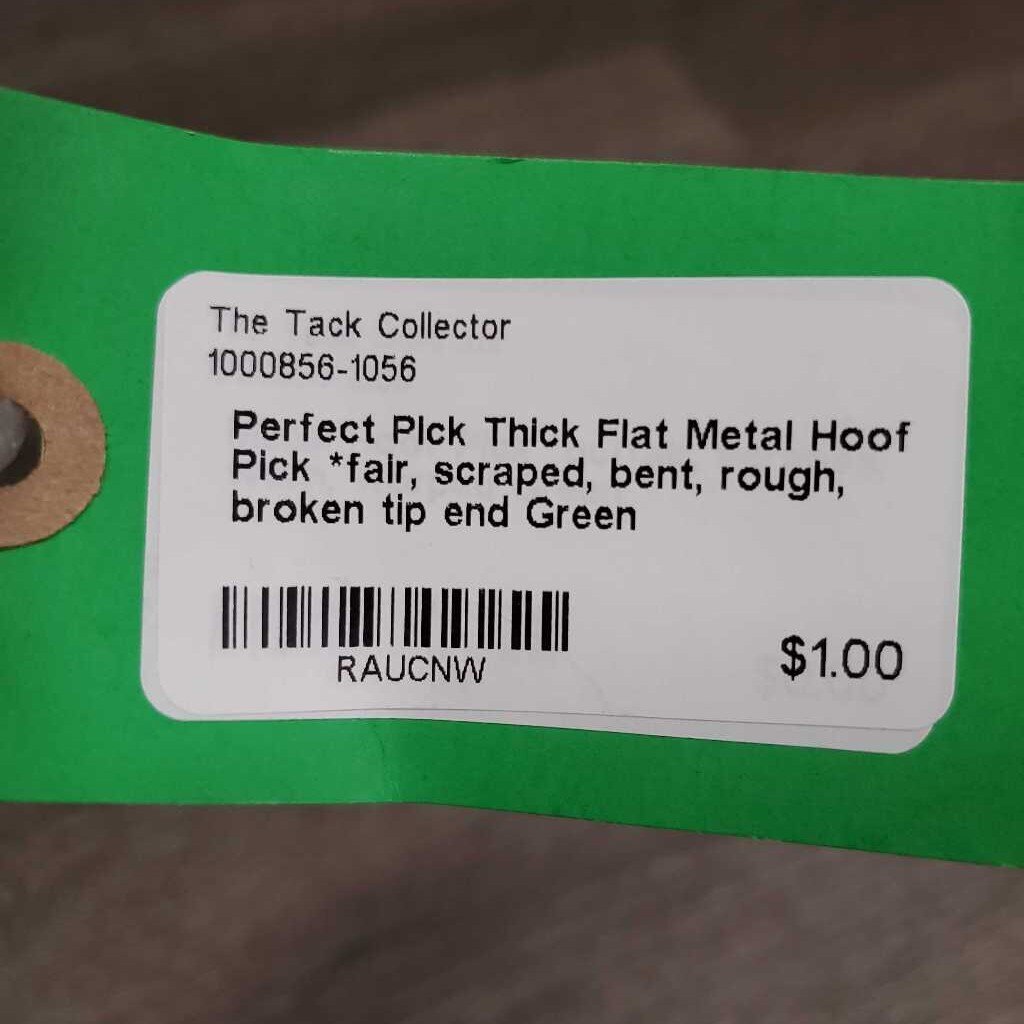 The Tack Collector
1000856-1056
Perfect PIck Thick Flat Metal Hoof
Pick *fair, scraped, bent, rough,
broken tip end Green
RAUCNW
$1.00